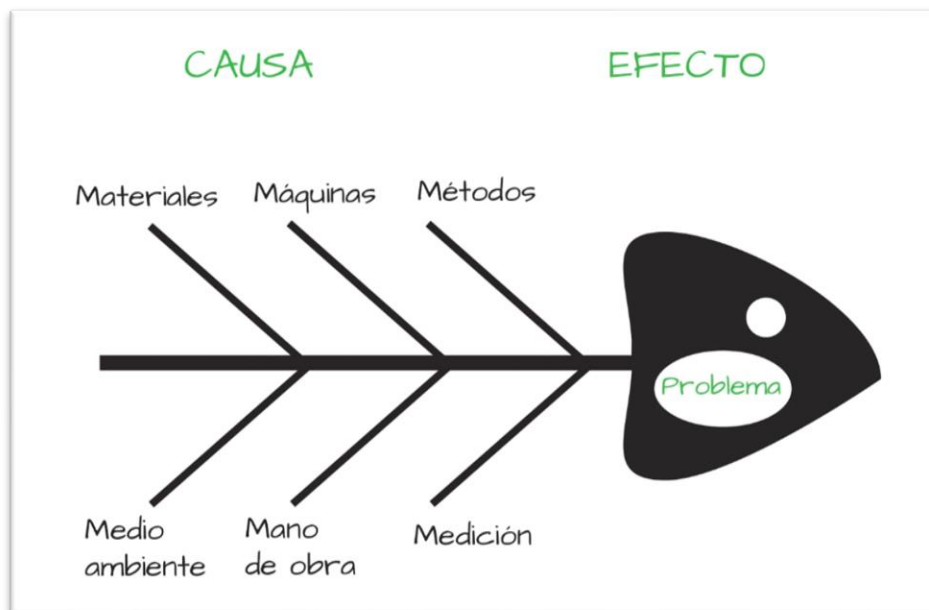 CAUSA
EFECTO
Materiales
Máquinas
Métodos
Problema
Medio
ambiente
Mano
de obra
Medición